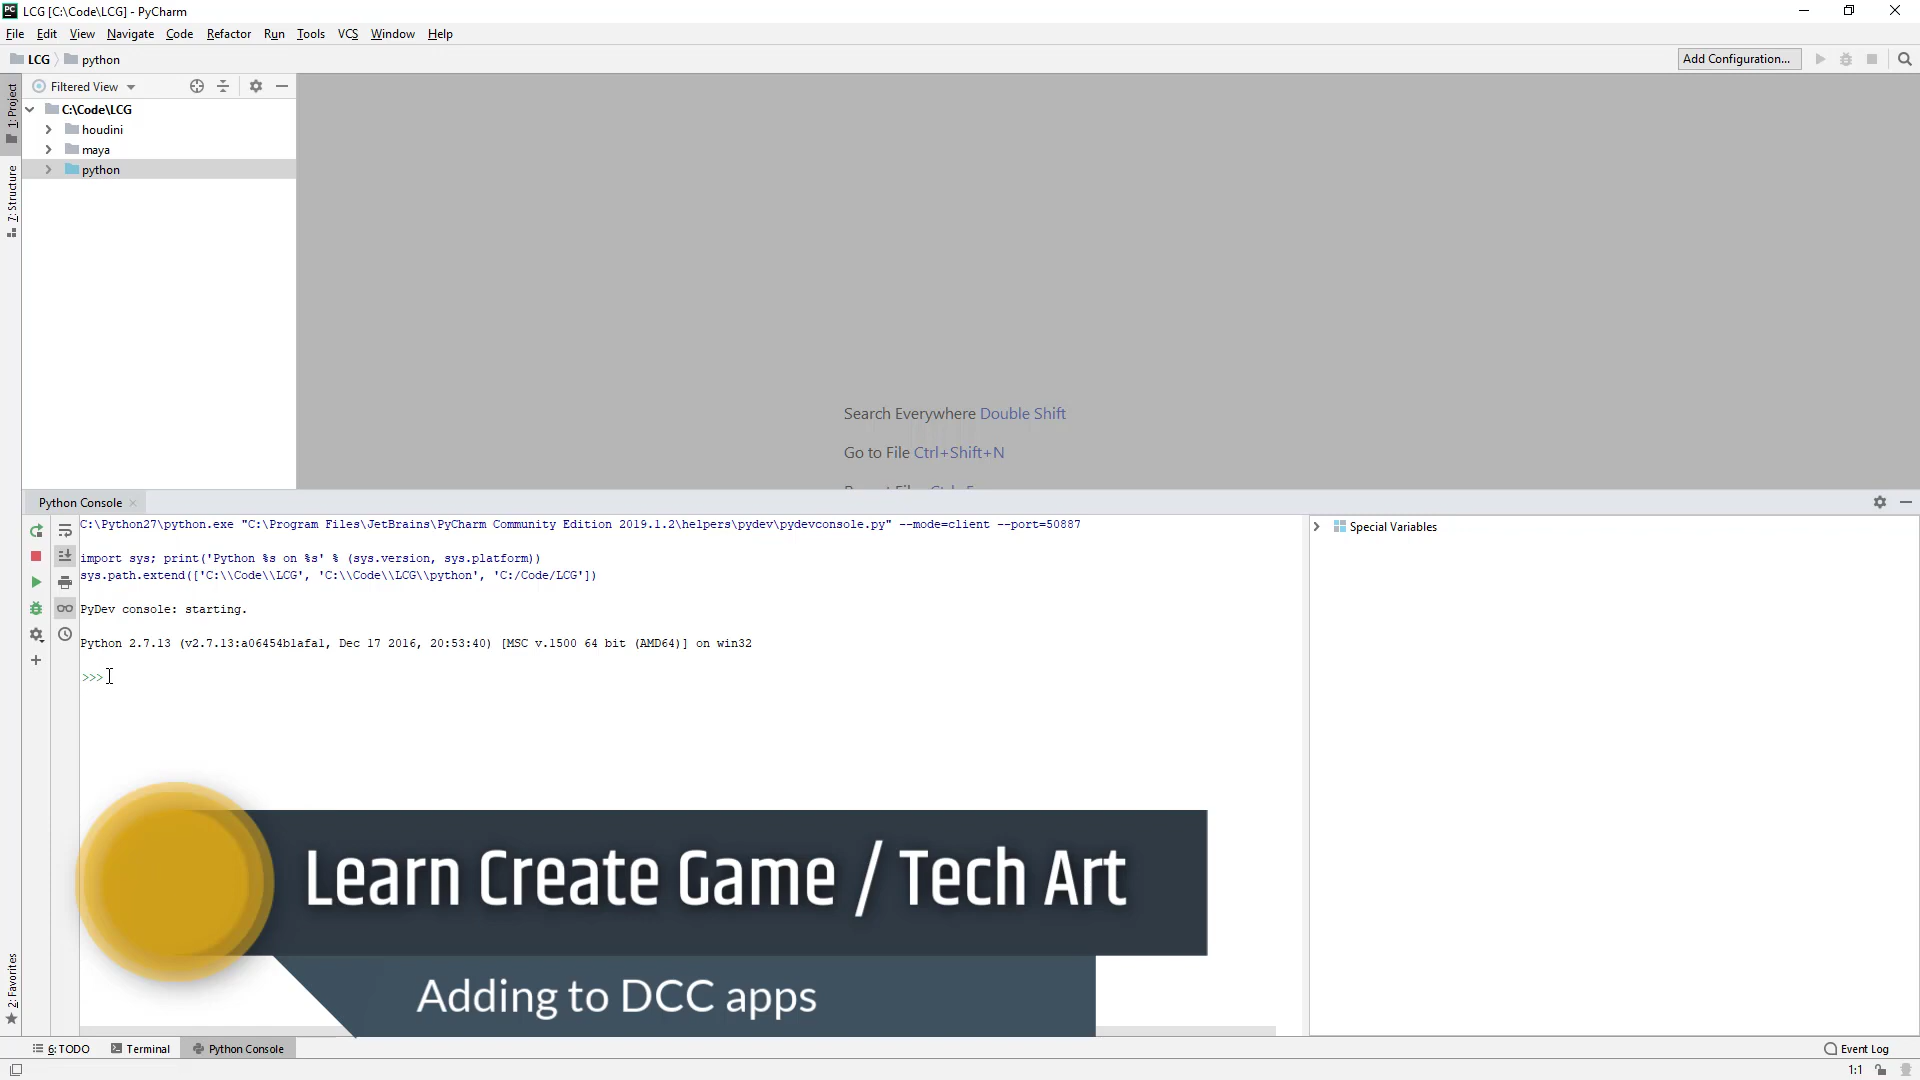 LCG [C:\Code\LCG] - PyCharm
File Edit View Navigate Code Refactor Run Tools VCS Window Help
LCG python
Add Configuration...
1: Project
Filtered View
C:\Code\LCG
houdini
maya
python
7: Structure
Search Everywhere Double Shift
Go to File Ctrl+Shift+N
Python Console
C:\Python27\python.exe "C:\Program Files\JetBrains\PyCharm Community Edition 2019.1.2\helpers\pydev\pydevconsole.py" --mode=client --port=50887
import sys; print('Python %s on %s' % (sys.version, sys.platform))
sys.path.extend(['C:\\Code\\LCG', 'C:\\Code\\LCG\\python', 'C:/Code/LCG'])
PyDev console: starting.
Python 2.7.13 (v2.7.13:a06454b1afa1, Dec 17 2016, 20:53:40) [MSC v.1500 64 bit (AMD64)] on win32
>>>
Special Variables
Learn Create Game / Tech Art
Adding to DCC apps
2: Favorites
6: TODO Terminal Python Console
Event Log
1:1